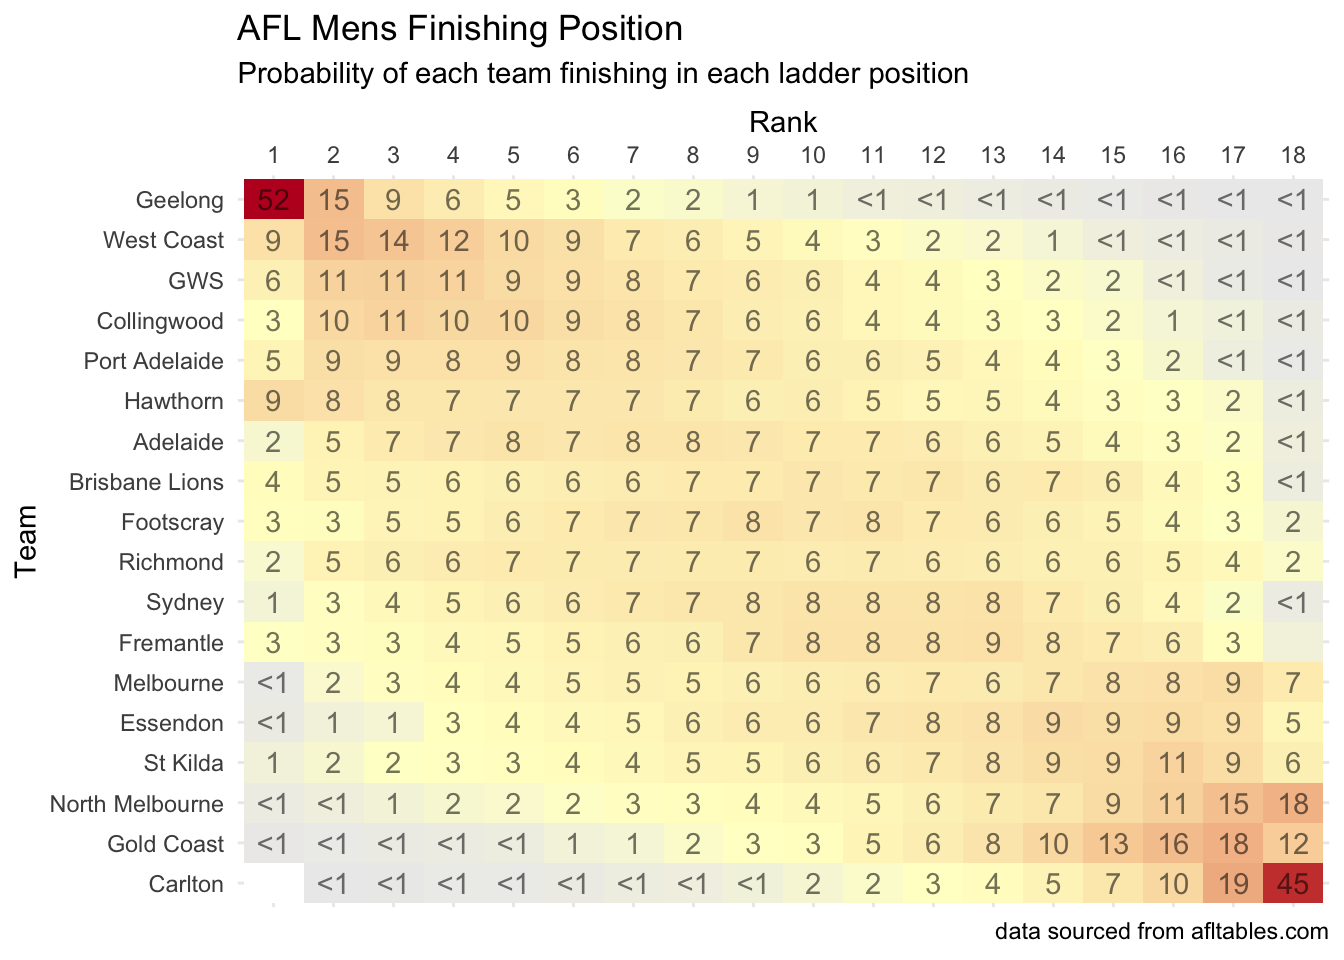 AFL Mens Finishing Position
Probability of each team finishing in each ladder position
Rank
1 2 3 4 5 6 7 8 9 10 11 12 13 14 15 16 17 18
Team
Geelong 52 15 9 6 5 3 2 2 1 1 <1 <1 <1 <1 <1 <1 <1 <1
West Coast 9 15 14 12 10 9 7 6 5 4 3 2 2 1 <1 <1 <1 <1
GWS 6 11 11 11 9 9 8 7 6 6 4 4 3 2 2 <1 <1 <1
Collingwood 3 10 11 10 10 9 8 7 6 6 4 4 3 3 2 1 <1 <1
Port Adelaide 5 9 9 8 9 8 8 7 7 6 6 5 4 4 3 2 <1 <1
Hawthorn 9 8 8 7 7 7 7 7 6 6 5 5 5 4 3 3 2 <1
Adelaide 2 5 7 7 8 7 8 8 7 7 7 6 6 5 4 3 2 <1
Brisbane Lions 4 5 5 6 6 6 6 7 7 7 7 7 6 7 6 4 3 <1
Footscray 3 3 5 5 6 7 7 7 8 7 8 7 6 6 5 4 3 2
Richmond 2 5 6 6 7 7 7 7 7 6 7 6 6 6 6 5 4 2
Sydney 1 3 4 5 6 6 7 7 8 8 8 8 8 7 6 4 2 <1
Fremantle 3 3 3 4 5 5 6 6 7 8 8 8 9 8 7 6 3
Melbourne <1 2 3 4 4 5 5 5 6 6 6 7 6 7 8 8 9 7
Essendon <1 1 1 3 4 4 5 6 6 6 7 8 8 9 9 9 9 5
St Kilda 1 2 2 3 3 4 4 5 5 6 6 7 8 9 9 11 9 6
North Melbourne <1 <1 1 2 2 2 3 3 4 4 5 6 7 7 9 11 15 18
Gold Coast <1 <1 <1 <1 <1 1 1 2 3 3 5 6 8 10 13 16 18 12
Carlton <1 <1 <1 <1 <1 <1 <1 <1 2 2 3 4 5 7 10 19 45
data sourced from afltables.com